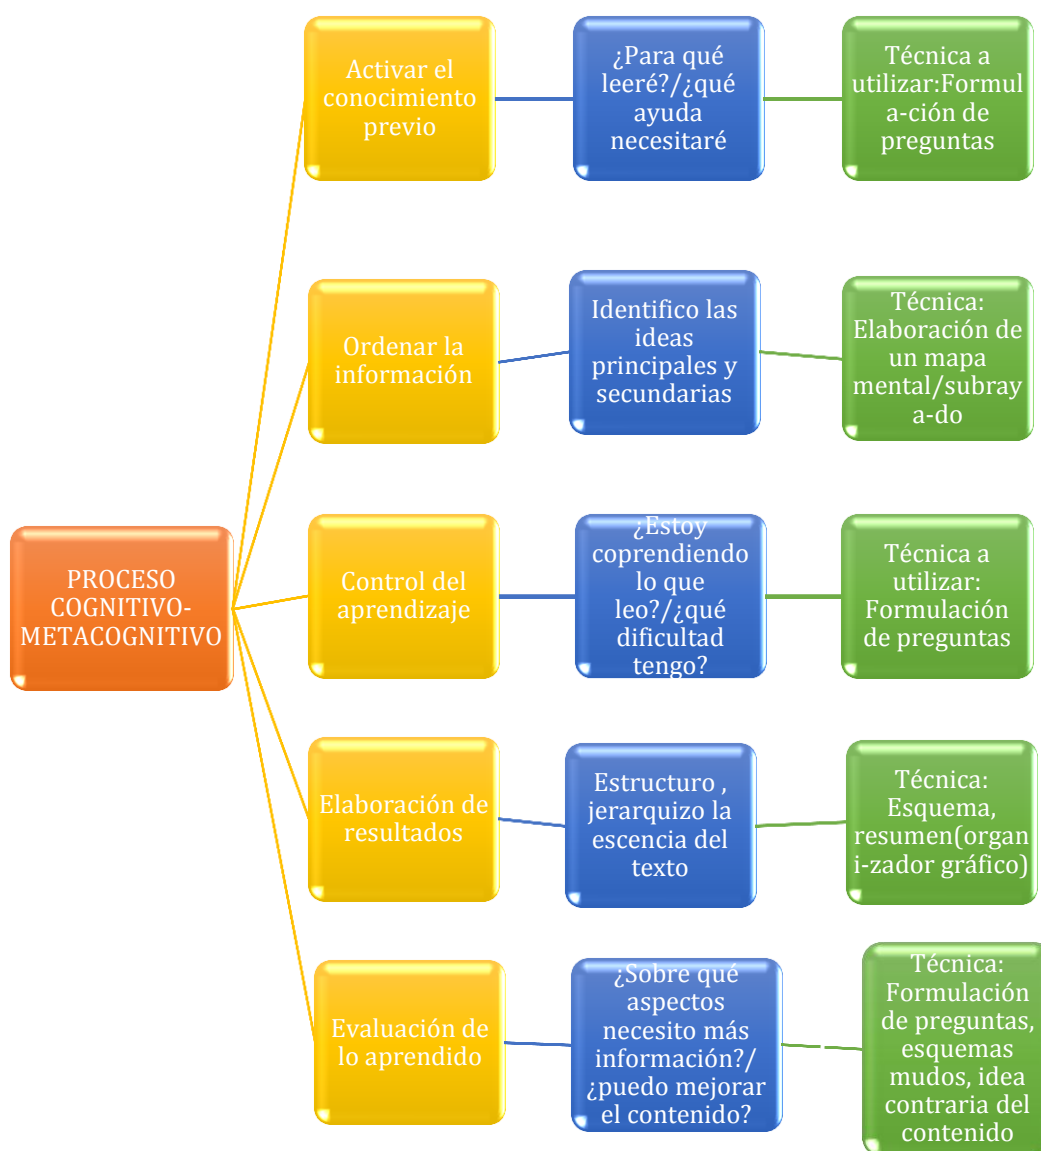 Activar el
conocimiento
previo
¿Para qué
leeré?/¿qué
ayuda
necesitaré
Técnica a
utilizar:Formul
a-ción de
preguntas
Ordenar la
información
Identifico las
ideas
principales y
secundarias
Técnica:
Elaboración de
un mapa
mental/subray
a-do
PROCESO
COGNITIVO-
METACOGNITIVO
Control del
aprendizaje
¿Estoy
coprendiendo
lo que
leo?/¿qué
dificultad
tengo?
Técnica a
utilizar:
Formulación
de preguntas
Elaboración de
resultados
Estructuro ,
jerarquizo la
escencia del
texto
Técnica:
Esquema,
resumen(organ
i-zador gráfico)
Evaluación de
lo aprendido
¿Sobre qué
aspectos
necesito más
información?/
¿puedo mejorar
el contenido?
Técnica:
Formulación
de preguntas,
esquemas
mudos, idea
contraria del
contenido